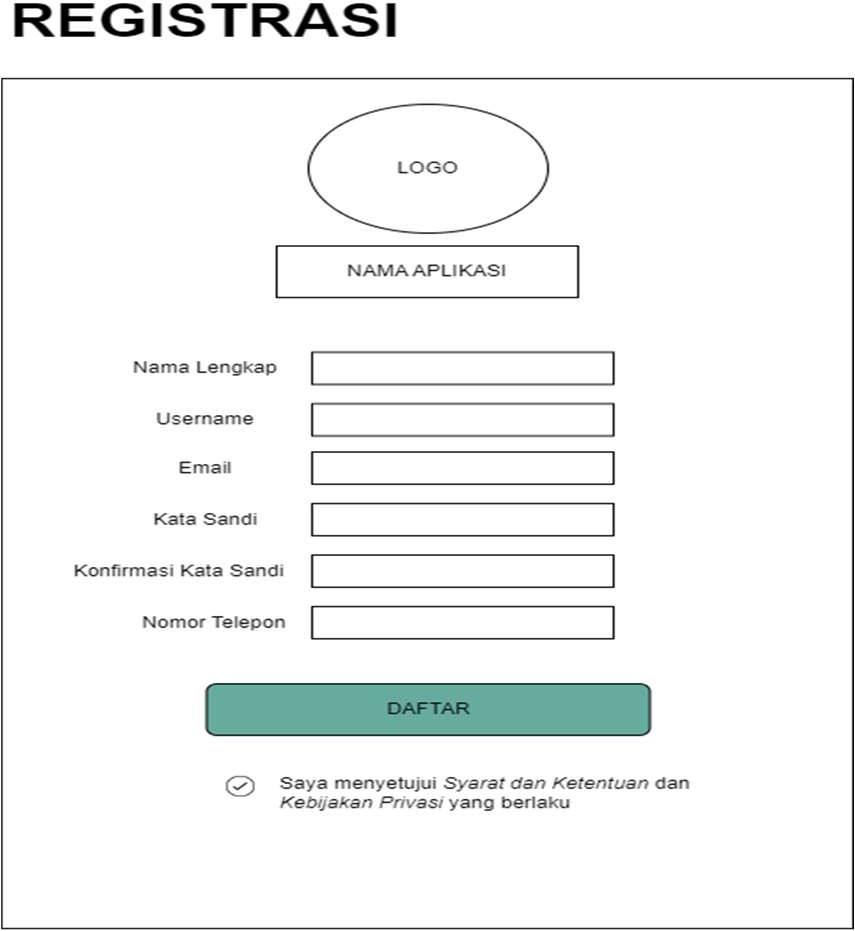 REGISTRASI
LOGO
NAMA APLIKASI
Nama Lengkap
Username
Email
Kata Sandi
Konfirmasi Kata Sandi
Nomor Telepon
DAFTAR
Saya menyetujui Syarat dan Ketentuan dan
Kebijakan Privasi yang berlaku